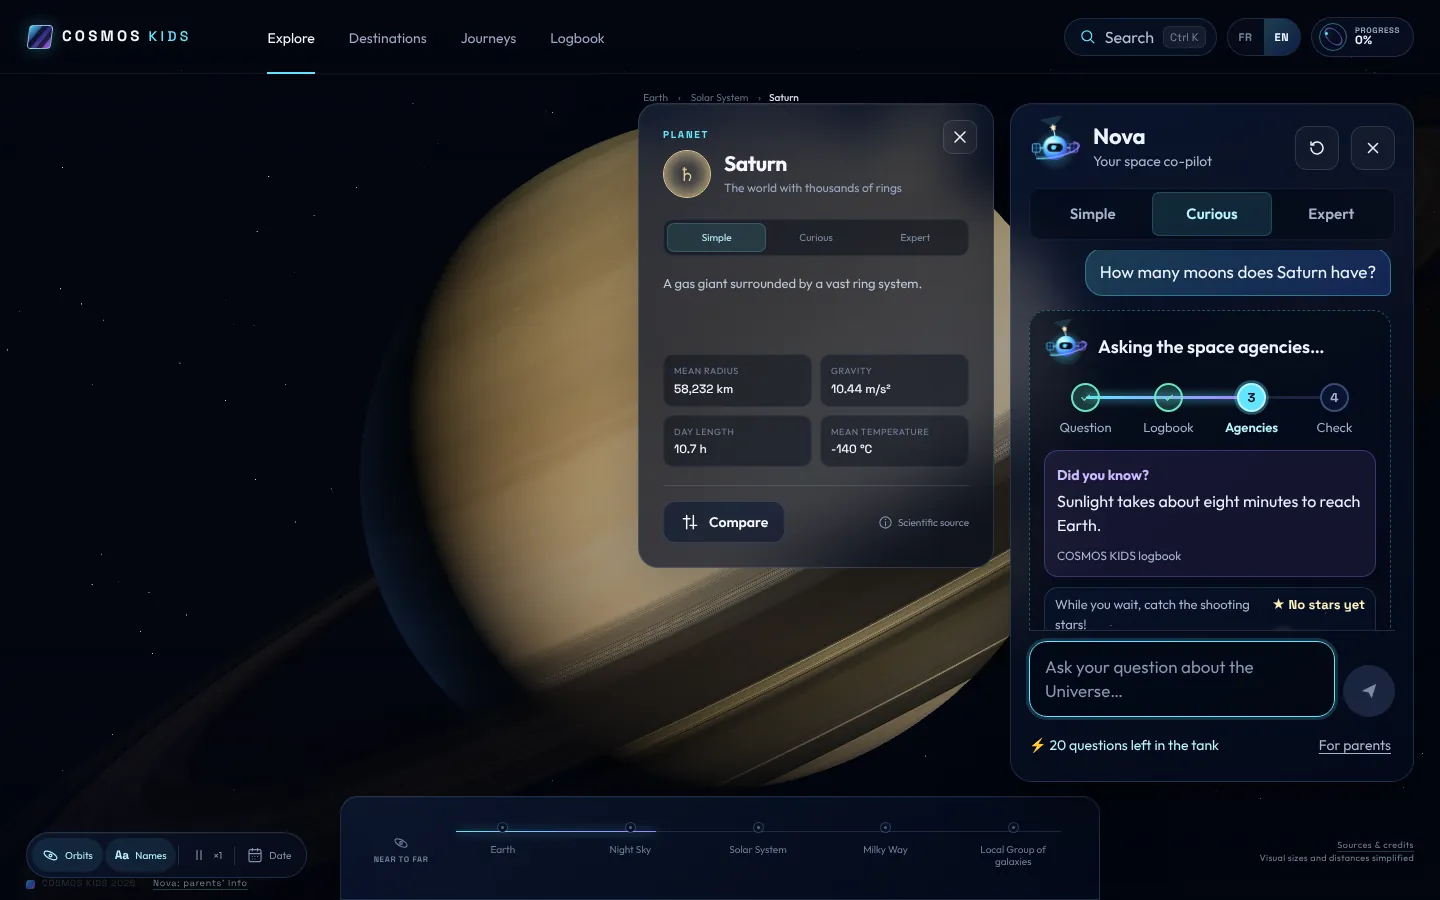 COSMOS KIDS
Explore
Destinations
Journeys
Logbook
Search Ctrl K
FR EN
PROGRESS
0%
Earth › Solar System › Saturn
PLANET
♄
Saturn
The world with thousands of rings
Simple Curious Expert
A gas giant surrounded by a vast ring system.
MEAN RADIUS
58,232 km
GRAVITY
10.44 m/s²
DAY LENGTH
10.7 h
MEAN TEMPERATURE
-140 °C
Compare
Scientific source
Nova
Your space co-pilot
Simple Curious Expert
How many moons does Saturn have?
Asking the space agencies...
3 4
Question Logbook Agencies Check
Did you know?
Sunlight takes about eight minutes to reach
Earth.
COSMOS KIDS logbook
While you wait, catch the shooting
stars!
★ No stars yet
Ask your question about the
Universe...
⚡ 20 questions left in the tank
For parents
Orbits
Aa Names
×1
Date
COSMOS KIDS 2026
Nova: parents' info
NEAR TO FAR
Earth
Night Sky
Solar System
Milky Way
Local Group of
galaxies
Sources & credits
Visual sizes and distances simplified